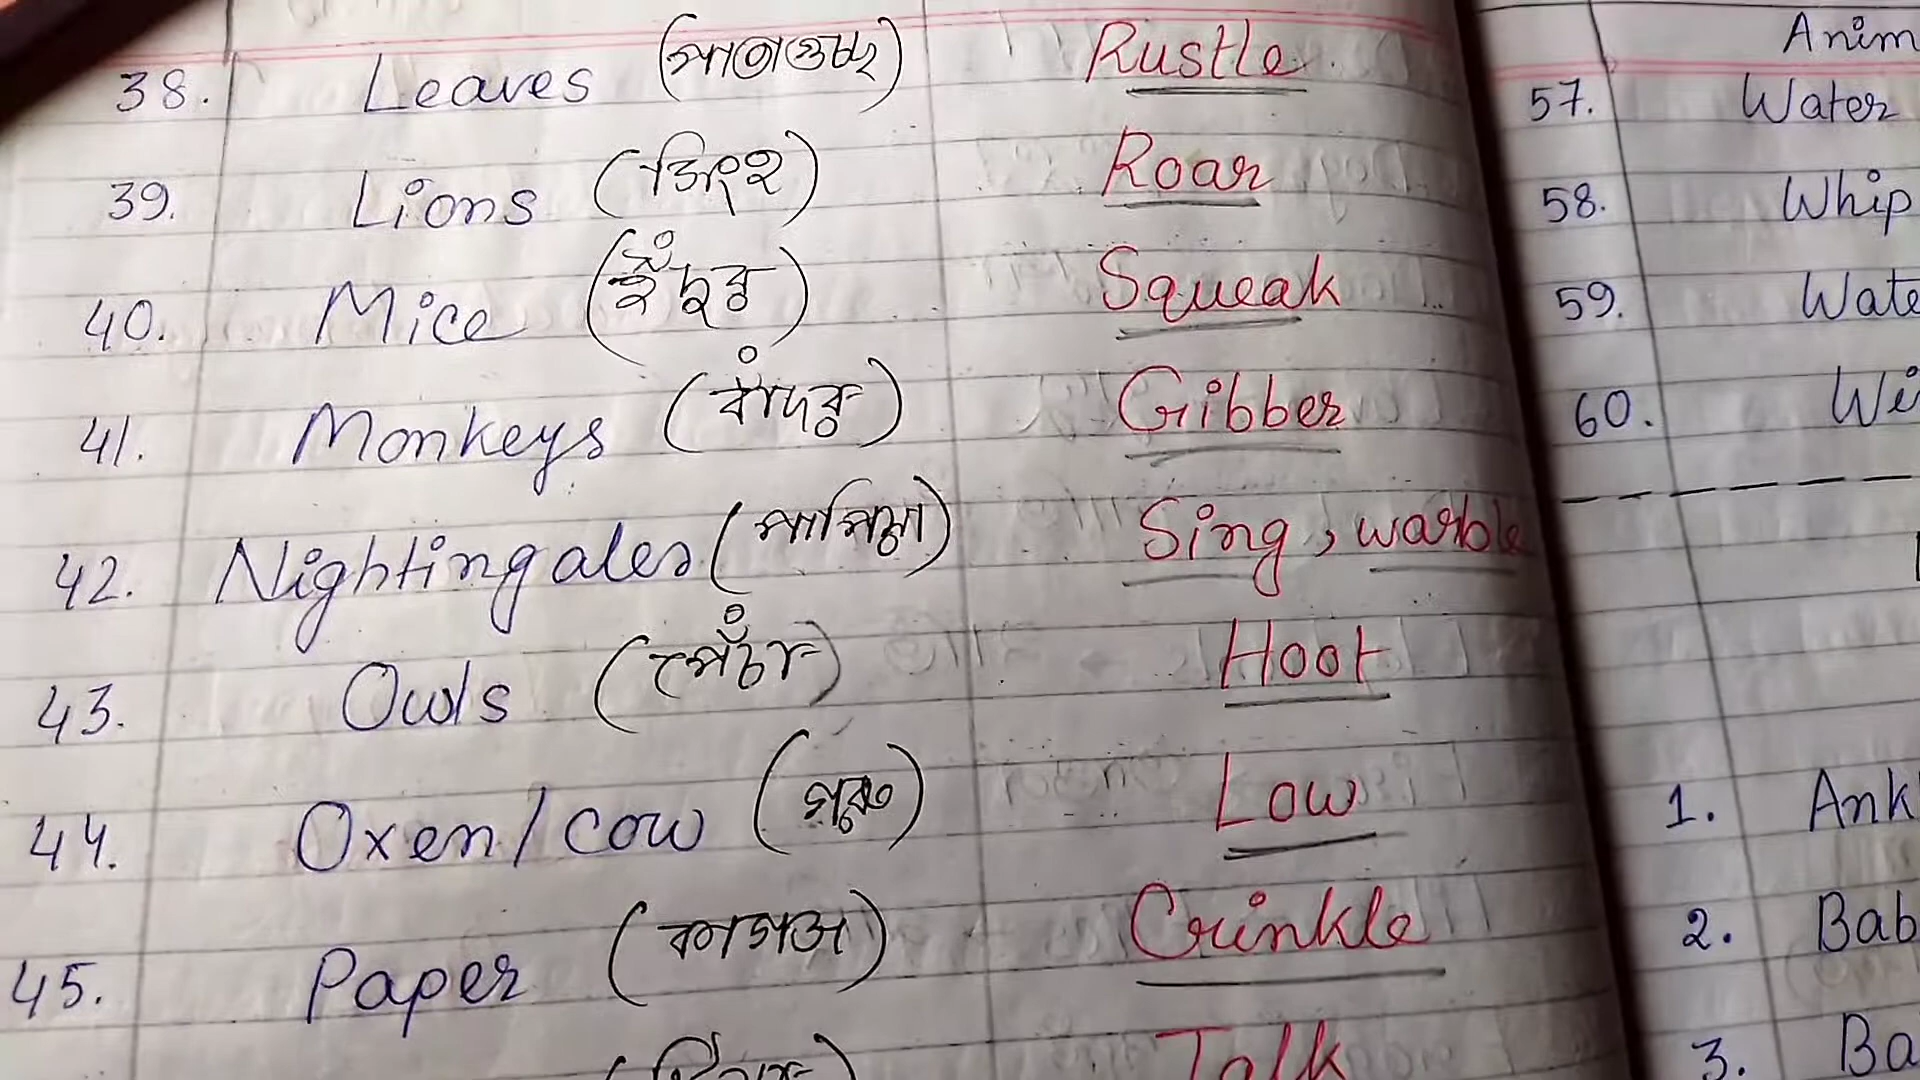 38. Leaves (পাতাগুচ্ছ) Rustle
39. Lions (সিংহ) Roar
40. Mice (ইঁদুর) Squeak
41. Monkeys (বাঁদর) Gibber
42. Nightingales (পাপিয়া) Sing, warble
43. Owls (পেঁচা) Hoot
44. Oxen/cow (গরু) Low
45. Paper (কাগজ) Crinkle
Talk
Anim
57. Water
58. Whip
59. Wate
60. Wi
1. Ank
2. Bab
3. Ba